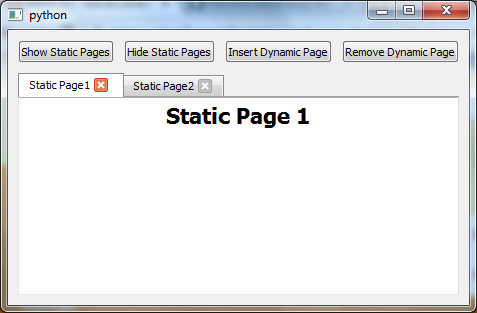 python
Show Static Pages Hide Static Pages Insert Dynamic Page Remove Dynamic Page
Static Page1 Static Page2
Static Page 1